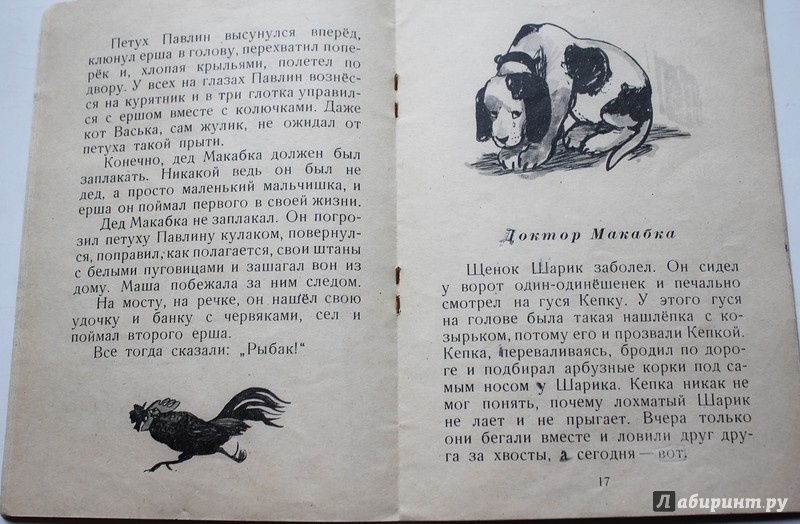 Петух Павлин высунулся вперёд,
клюнул ерша в голову, перехватил попе-
рёк и, хлопая крыльями, полетел по
двору. У всех на глазах Павлин вознёс-
ся на курятник и в три глотка управил-
ся с ершом вместе с колючками. Даже
кот Васька, сам жулик, не ожидал от
петуха такой прыти.
Конечно, дед Макабка должен был
заплакать. Никакой ведь он был не
дед, а просто маленький мальчишка, и
ерша он поймал первого в своей жизни.
Дед Макабка не заплакал. Он погро-
зил петуху Павлину кулаком, повернул-
ся, поправил, как полагается, свои штаны
с белыми пуговицами и зашагал вон из
дому. Маша побежала за ним следом.
На мосту, на речке, он нашёл свою
удочку и банку с червяками, сел и
поймал второго ерша.
Все тогда сказали: „Рыбак!“
Доктор Макабка
Щенок Шарик заболел. Он сидел
у ворот один-одинёшенек и печально
смотрел на гуся Кепку. У этого гуся
на голове была такая нашлёпка с ко-
зырьком, потому его и прозвали Кепкой.
Кепка, переваливаясь, бродил по доро-
ге и подбирал арбузные корки под са-
мым носом у Шарика. Кепка никак не
мог понять, почему лохматый Шарик
не лает и не прыгает. Вчера только
они бегали вместе и ловили друг дру-
га за хвосты, а сегодня — вот.
17
Лабиринт.ру